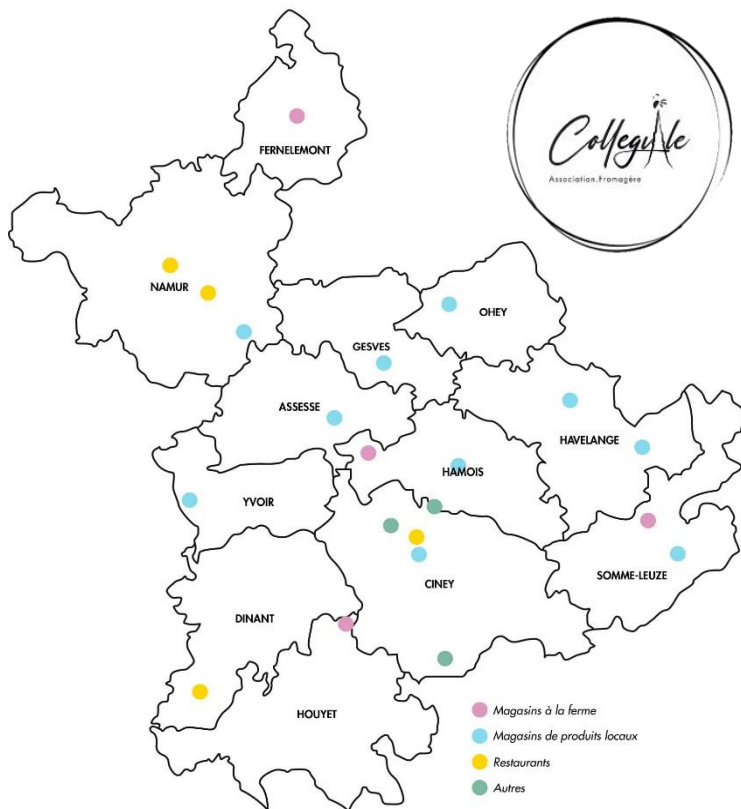 Collegiale
Association Fromagère
FERNELEMONT
NAMUR
OHEY
GESVES
ASSESSE
HAVELANGE
HAMOIS
YVOIR
SOMME-LEUZE
CINEY
DINANT
HOUYET
Magasins à la ferme
Magasins de produits locaux
Restaurants
Autres